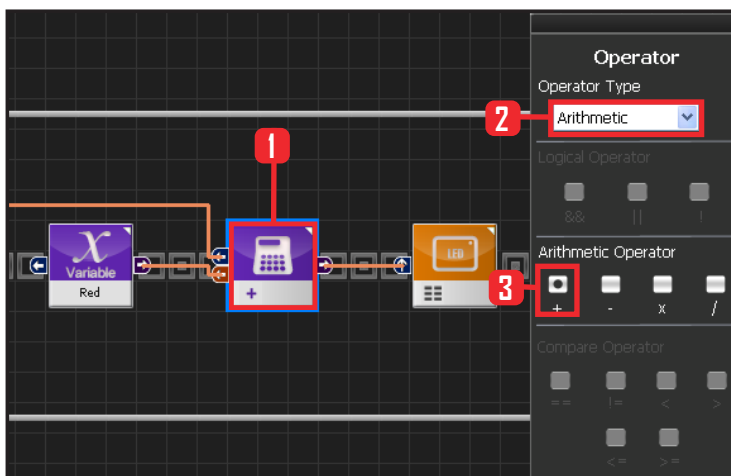 Operator
Operator Type
2
Arithmetic
1
Logical Operator
&& || !
X
Variable
Red
+
LED
Arithmetic Operator
3
+ - x /
Compare Operator
== != < >
<= >=